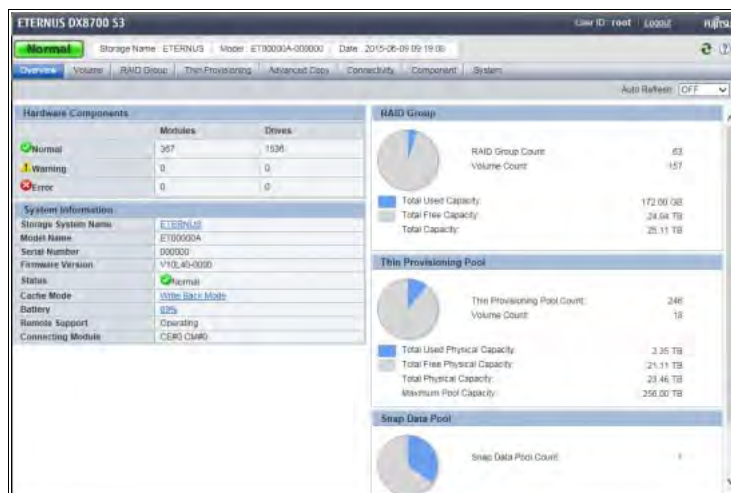 ETERNUS DX8700 S3
User ID: root Logout
Normal
Storage Name: ETERNUS Model: ET00000A-000000 Date: 2015-06-09 09:19:08
Overview Volume RAID Group Thin Provisioning Advanced Copy Connectivity Component System
Auto Refresh: OFF
Hardware Components
Modules Drives
Normal 367 1536
Warning 0 0
Error 0 0
System Information
Storage System Name ETERNUS
Model Name ET00000A
Serial Number 000000
Firmware Version V10L40-0000
Status Normal
Cache Mode Write Back Mode
Battery
Remote Support Operating
Connecting Module CE#0 CM#0
RAID Group
RAID Group Count: 63
Volume Count: 157
Total Used Capacity: 172.00 GB
Total Free Capacity: 24.94 TB
Total Capacity: 25.11 TB
Thin Provisioning Pool
Thin Provisioning Pool Count: 246
Volume Count: 18
Total Used Physical Capacity: 2.35 TB
Total Free Physical Capacity: 21.11 TB
Total Physical Capacity: 23.46 TB
Maximum Pool Capacity: 256.00 TB
Snap Data Pool
Snap Data Pool Count: 1